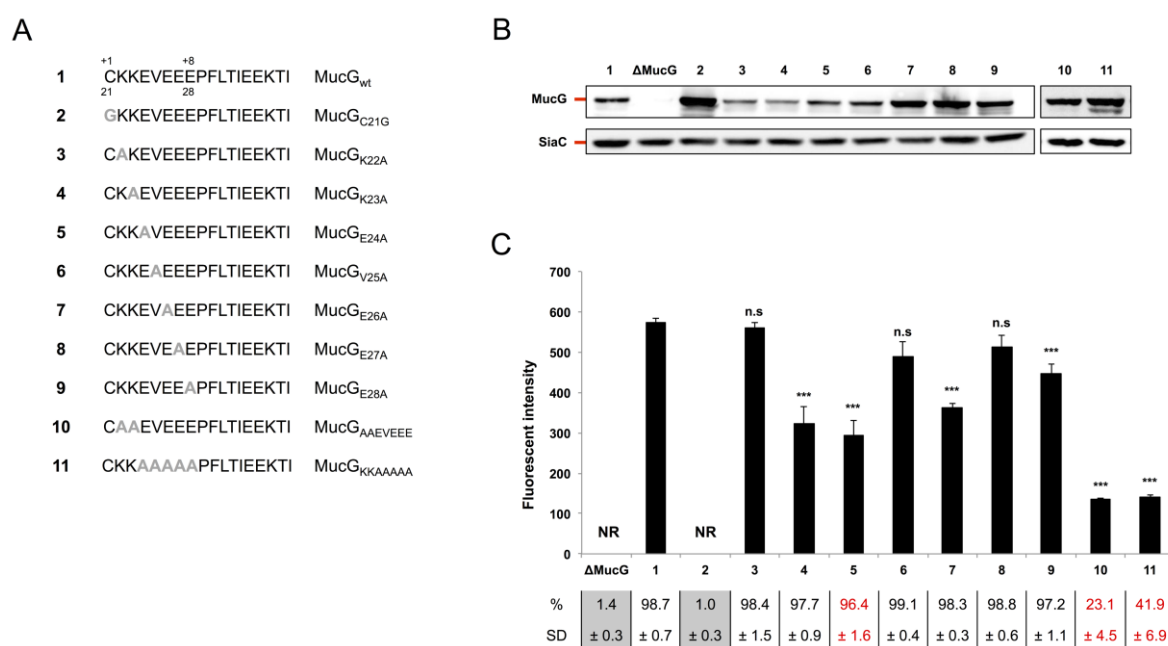 A
+1 +8
1 CKKEVEEEPFLTIEEKTI MucGwt
21 28
2 GKKEVEEEPFLTIEEKTI MucGC21G
3 CAKEVEEEPFLTIEEKTI MucGK22A
4 CKAEVEEEPFLTIEEKTI MucGK23A
5 CKKAVEEEPFLTIEEKTI MucGE24A
6 CKKEAEEEPFLTIEEKTI MucGV25A
7 CKKEVAEEPFLTIEEKTI MucGE26A
8 CKKEVEAEPFLTIEEKTI MucGE27A
9 CKKEVEEAPFLTIEEKTI MucGE28A
10 CAAEVEEEPFLTIEEKTI MucGAAEVEEE
11 CKKAAAAAPFLTIEEKTI MucGKKAAAAA
B
1 ΔMucG 2 3 4 5 6 7 8 9 10 11
MucG
SiaC
C
Fluorescent intensity
700
600
500
400
300
200
100
0
NR NR n.s *** *** n.s *** n.s *** *** ***
ΔMucG 1 2 3 4 5 6 7 8 9 10 11
% 1.4 98.7 1.0 98.4 97.7 96.4 99.1 98.3 98.8 97.2 23.1 41.9
SD ± 0.3 ± 0.7 ± 0.3 ± 1.5 ± 0.9 ± 1.6 ± 0.4 ± 0.3 ± 0.6 ± 1.1 ± 4.5 ± 6.9